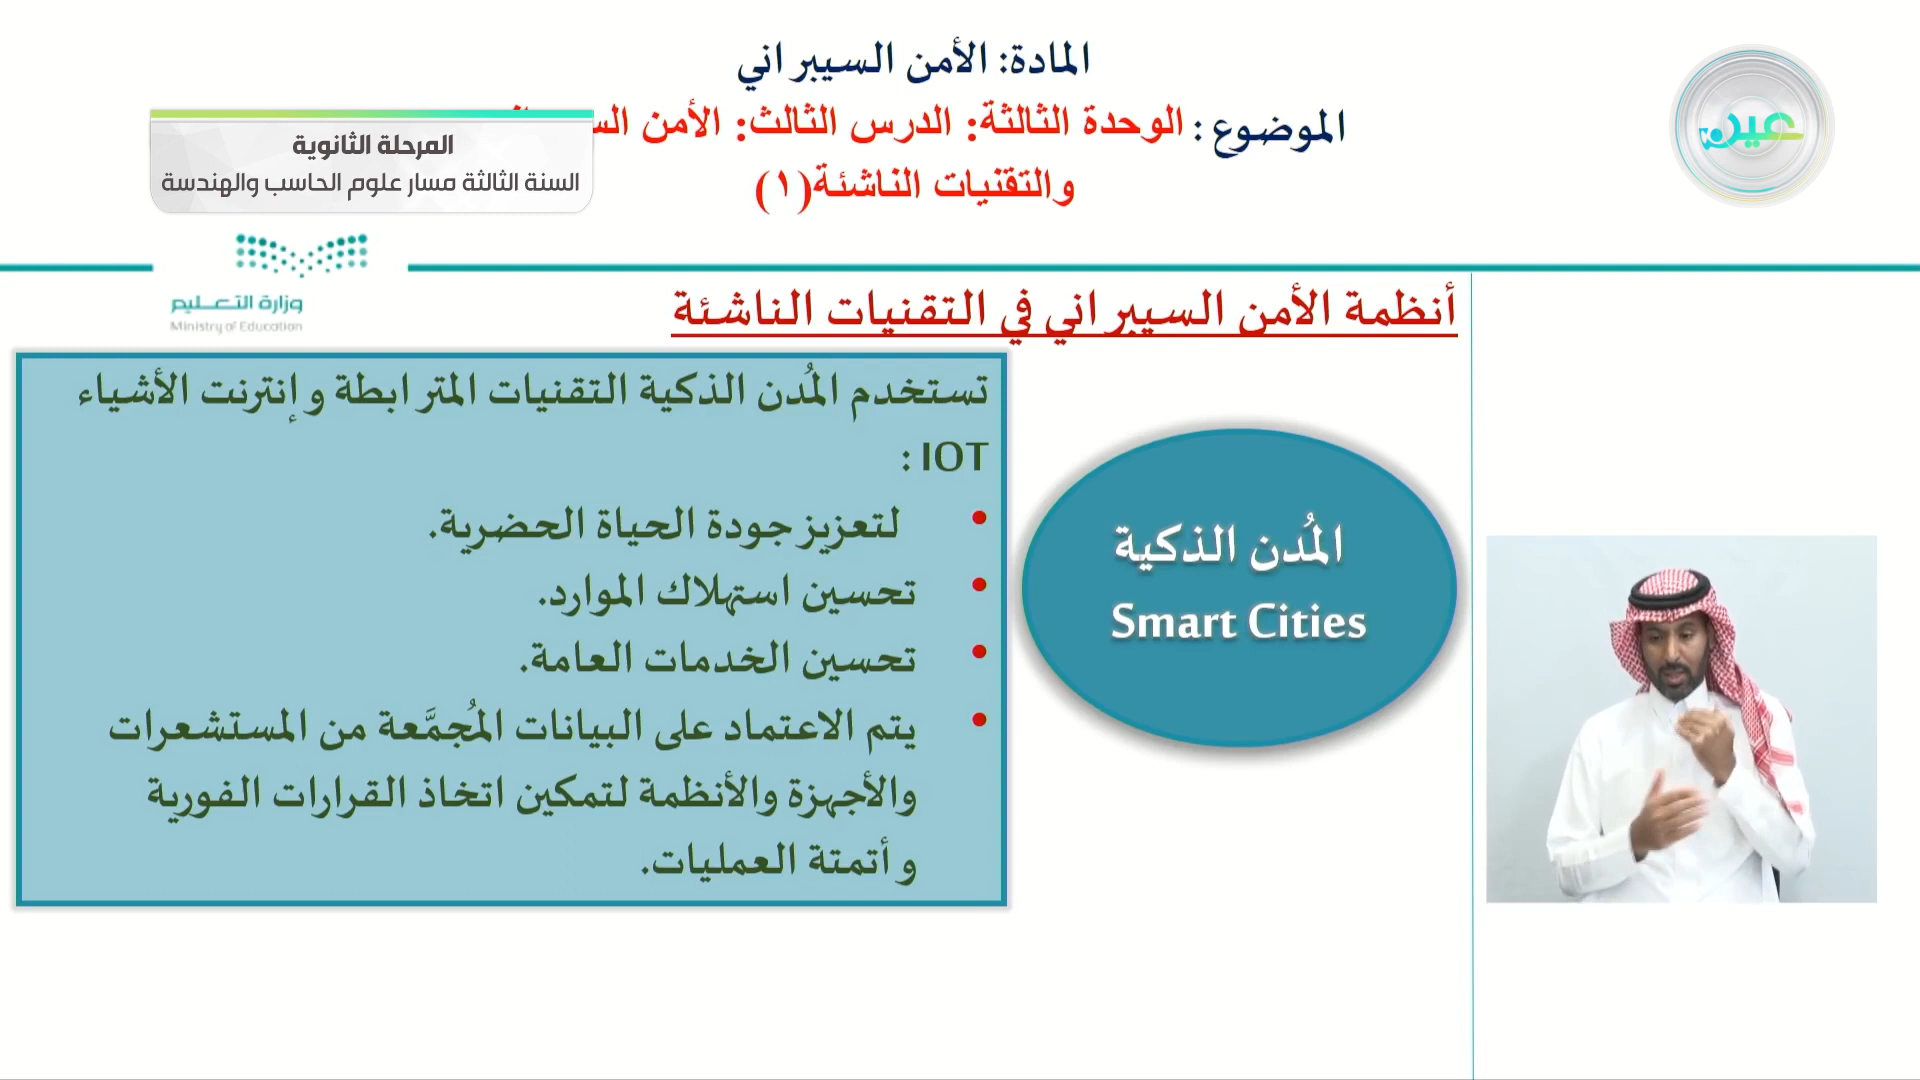 المادة: الأمن السيبراني
الموضوع : الوحدة الثالثة: الدرس الثالث: الأمن
والتقنيات الناشئة(١)
المرحلة الثانوية
السنة الثالثة مسار علوم الحاسب والهندسة
عين
وزارة التعليم
Ministry of Education
أنظمة الأمن السيبراني في التقنيات الناشئة
المُدن الذكية
Smart Cities
تستخدم المُدن الذكية التقنيات المترابطة وإنترنت الأشياء
IOT :
• لتعزيز جودة الحياة الحضرية.
• تحسين استهلاك الموارد.
• تحسين الخدمات العامة.
• يتم الاعتماد على البيانات المُجمَّعة من المستشعرات
والأجهزة والأنظمة لتمكين اتخاذ القرارات الفورية
وأتمتة العمليات.